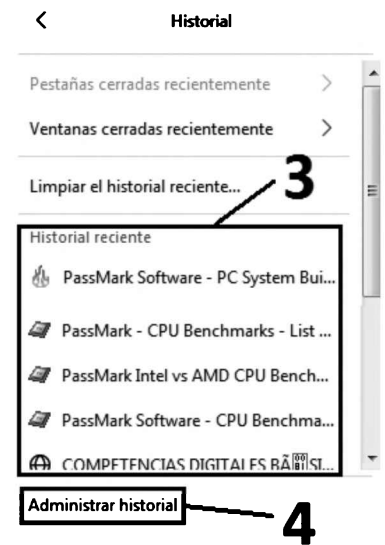 Historial
Pestañas cerradas recientemente
Ventanas cerradas recientemente
Limpiar el historial reciente...
3
Historial reciente
PassMark Software - PC System Bui...
PassMark - CPU Benchmarks - List ...
PassMark Intel vs AMD CPU Bench...
PassMark Software - CPU Benchma...
COMPETENCIAS DIGITALES BÃSI...
Administrar historial
4